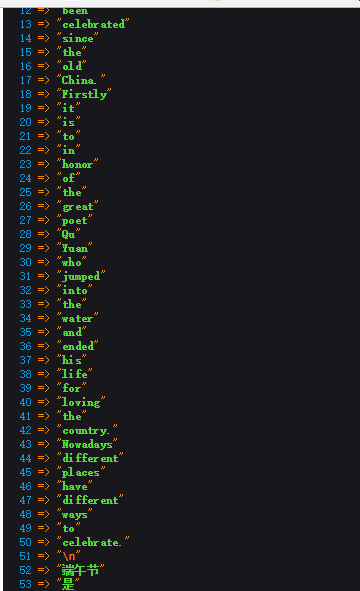 12 => "been"
13 => "celebrated"
14 => "since"
15 => "the"
16 => "old"
17 => "China."
18 => "Firstly"
19 => "it"
20 => "is"
21 => "to"
22 => "in"
23 => "honor"
24 => "of"
25 => "the"
26 => "great"
27 => "poet"
28 => "Qu"
29 => "Yuan"
30 => "who"
31 => "jumped"
32 => "into"
33 => "the"
34 => "water"
35 => "and"
36 => "ended"
37 => "his"
38 => "life"
39 => "for"
40 => "loving"
41 => "the"
42 => "country."
43 => "Nowadays"
44 => "different"
45 => "places"
46 => "have"
47 => "different"
48 => "ways"
49 => "to"
50 => "celebrate."
51 => "\n"
52 => "端午节"
53 => "是"